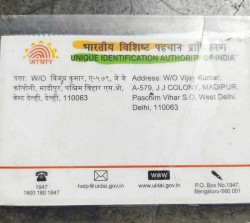 भारतीय विशिष्ट पहचान प्राधिकरण
UNIQUE IDENTIFICATION AUTHORITY OF INDIA
आधार
पता: W/O विजय कुमार, ए-५७९, जे जे
कॉलोनी, मादीपुर, पश्चिम विहार एस.ओ,
वेस्ट देल्ही, देल्ही, 110063
Address: W/O Vijay Kumar,
A-579, J J COLONY, MADIPUR,
Paschim Vihar S.O, West Delhi,
Delhi, 110063
1947
1800 180 1947
help@uidai.gov.in
www.uidai.gov.in
P.O. Box No.1947,
Bengaluru-560 001